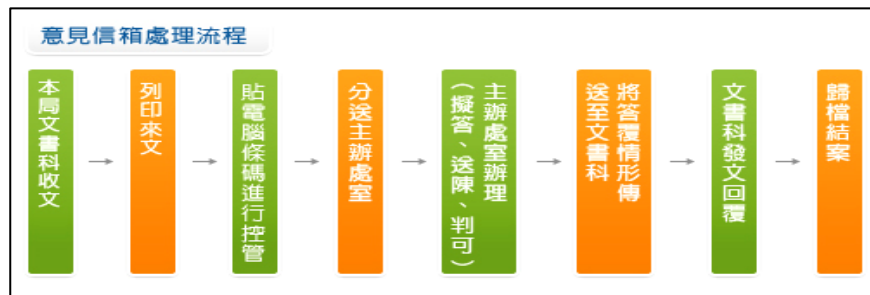 意見信箱處理流程
本局文書科收文
列印來文
貼電腦條碼進行控管
分送主辦處室
主辦處室辦理
（擬答、送陳、判可）
將答覆情形傳
送至文書科
文書科發文回覆
歸檔結案